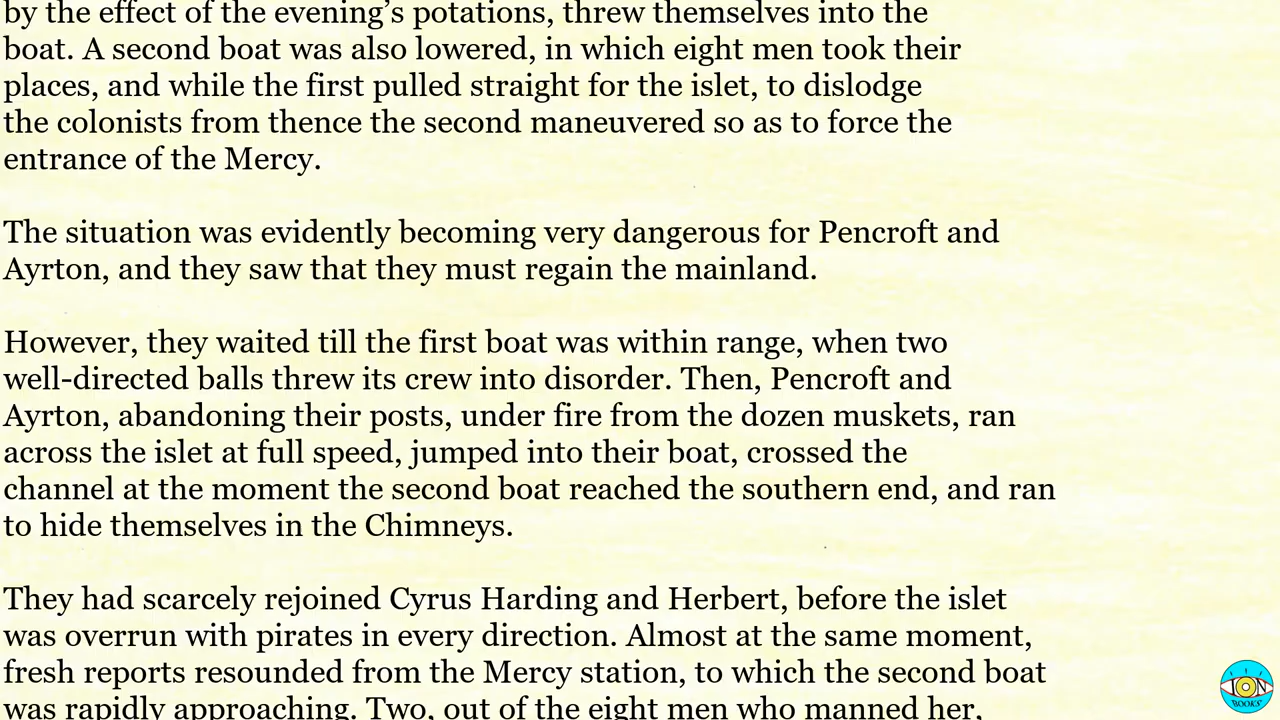 by the effect of the evening’s potations, threw themselves into the
boat. A second boat was also lowered, in which eight men took their
places, and while the first pulled straight for the islet, to dislodge
the colonists from thence the second maneuvered so as to force the
entrance of the Mercy.
The situation was evidently becoming very dangerous for Pencroft and
Ayrton, and they saw that they must regain the mainland.
However, they waited till the first boat was within range, when two
well-directed balls threw its crew into disorder. Then, Pencroft and
Ayrton, abandoning their posts, under fire from the dozen muskets, ran
across the islet at full speed, jumped into their boat, crossed the
channel at the moment the second boat reached the southern end, and ran
to hide themselves in the Chimneys.
They had scarcely rejoined Cyrus Harding and Herbert, before the islet
was overrun with pirates in every direction. Almost at the same moment,
fresh reports resounded from the Mercy station, to which the second boat
was rapidly approaching. Two, out of the eight men who manned her,
ION
BOOKS